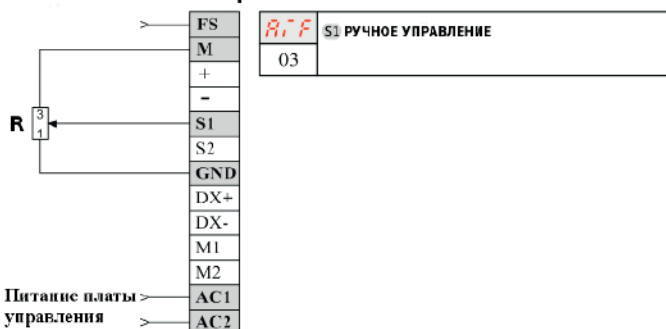 FS
M
+
-
S1
S2
GND
DX+
DX-
M1
M2
AC1
AC2
R
3
1
Питание платы
управления
AiF S1 РУЧНОЕ УПРАВЛЕНИЕ
03